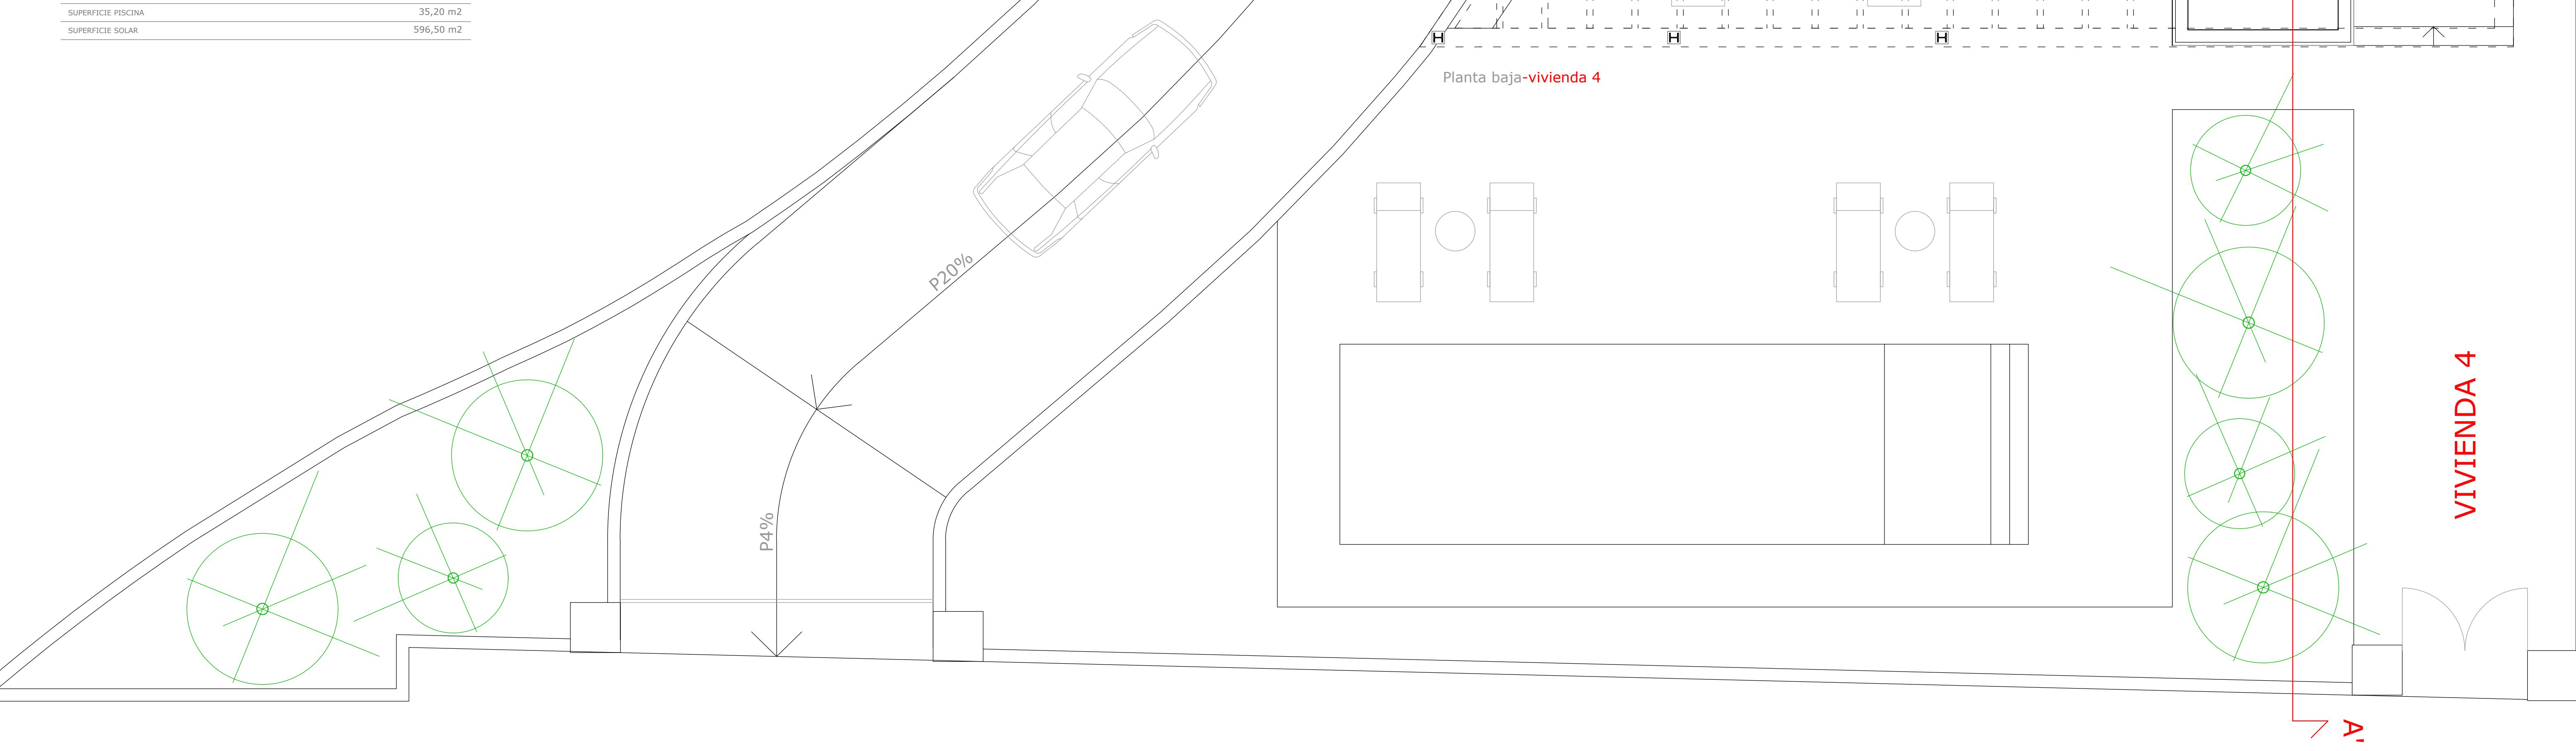 SUPERFICIE PISCINA 35,20 m2
SUPERFICIE SOLAR 596,50 m2
Planta baja-vivienda 4
P20%
P4%
VIVIENDA 4
A'